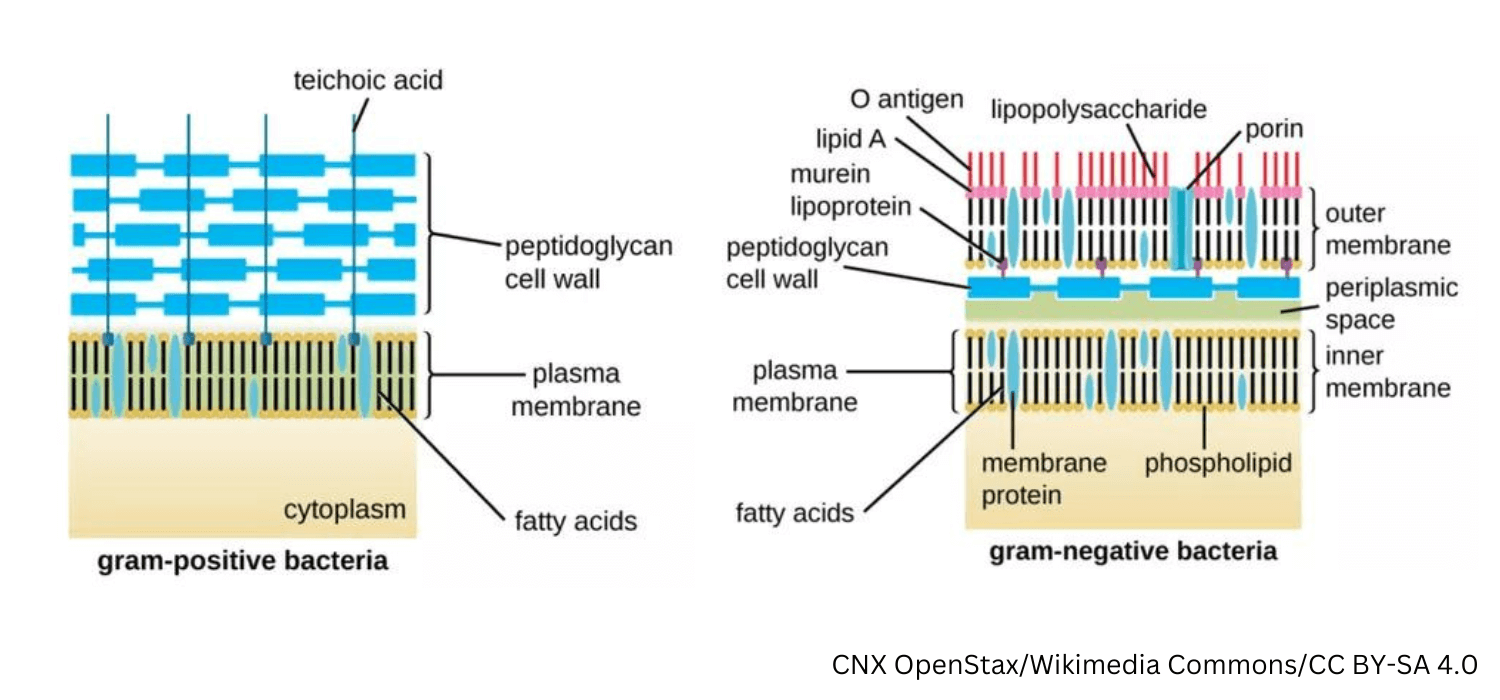 teichoic acid
peptidoglycan
cell wall
plasma
membrane
fatty acids
cytoplasm
gram-positive bacteria
O antigen
lipopolysaccharide
porin
lipid A
murein
lipoprotein
peptidoglycan
cell wall
outer
membrane
periplasmic
space
inner
membrane
plasma
membrane
membrane
protein
phospholipid
fatty acids
gram-negative bacteria
CNX OpenStax/Wikimedia Commons/CC BY-SA 4.0